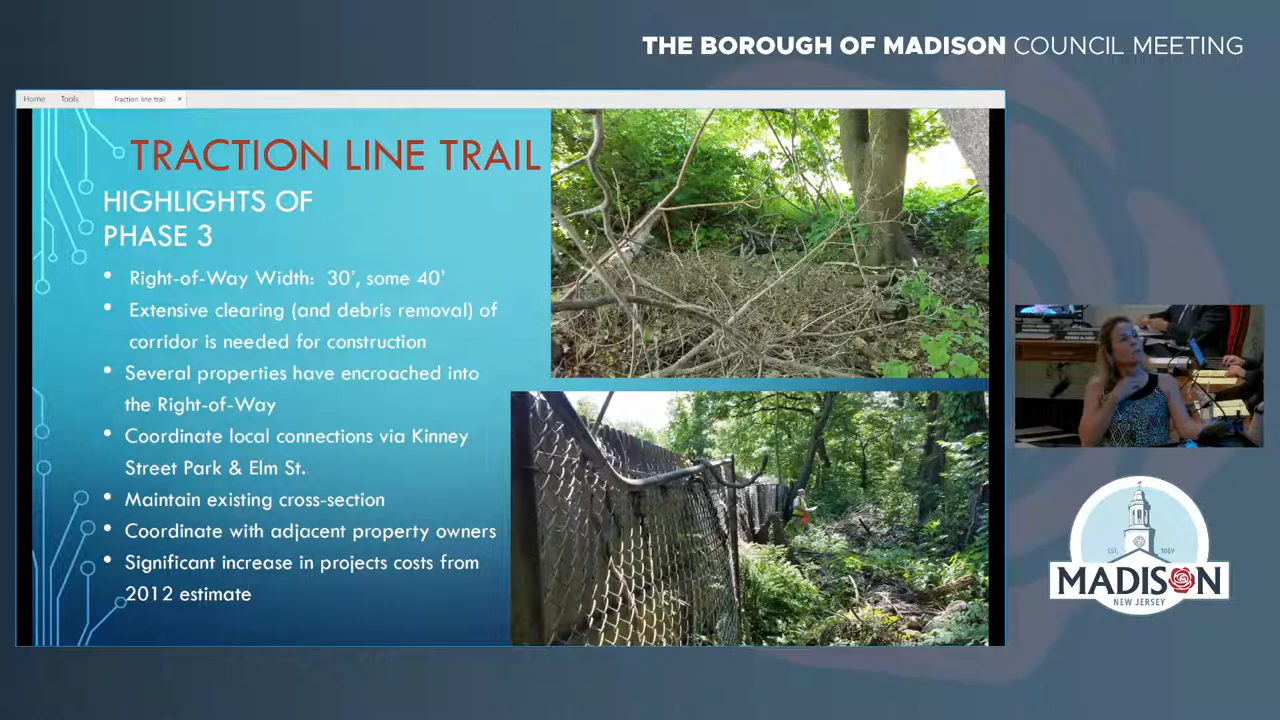 THE BOROUGH OF MADISON COUNCIL MEETING
Home Tools Traction line trail ×
TRACTION LINE TRAIL
HIGHLIGHTS OF
PHASE 3
• Right-of-Way Width: 30', some 40'
• Extensive clearing (and debris removal) of
corridor is needed for construction
• Several properties have encroached into
the Right-of-Way
• Coordinate local connections via Kinney
Street Park & Elm St.
• Maintain existing cross-section
• Coordinate with adjacent property owners
• Significant increase in projects costs from
2012 estimate
EST. 1889
MADISON
NEW JERSEY